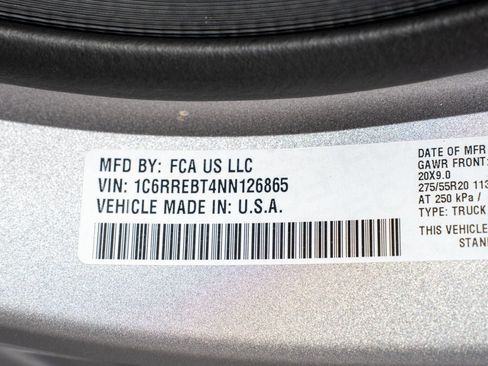 MFD BY: FCA US LLC
VIN: 1C6RREBT4NN126865
VEHICLE MADE IN: U.S.A.
DATE OF MFR
GAWR FRONT:
20X9.0
275/55R20 113
AT 250 kPa /
TYPE: TRUCK
THIS VEHICLE
STAN